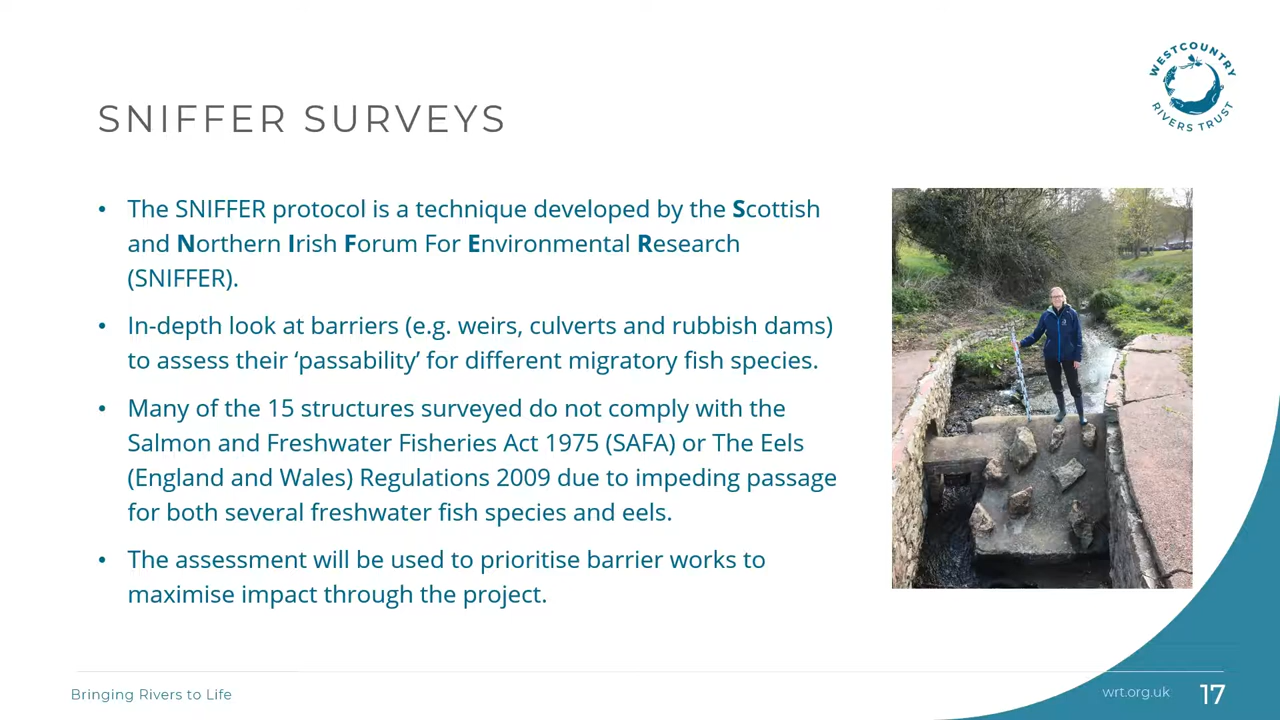 WESTCOUNTRY
RIVERS TRUST
SNIFFER SURVEYS
• The SNIFFER protocol is a technique developed by the Scottish
and Northern Irish Forum For Environmental Research
(SNIFFER).
• In-depth look at barriers (e.g. weirs, culverts and rubbish dams)
to assess their ‘passability’ for different migratory fish species.
• Many of the 15 structures surveyed do not comply with the
Salmon and Freshwater Fisheries Act 1975 (SAFA) or The Eels
(England and Wales) Regulations 2009 due to impeding passage
for both several freshwater fish species and eels.
• The assessment will be used to prioritise barrier works to
maximise impact through the project.
Bringing Rivers to Life
wrt.org.uk
17